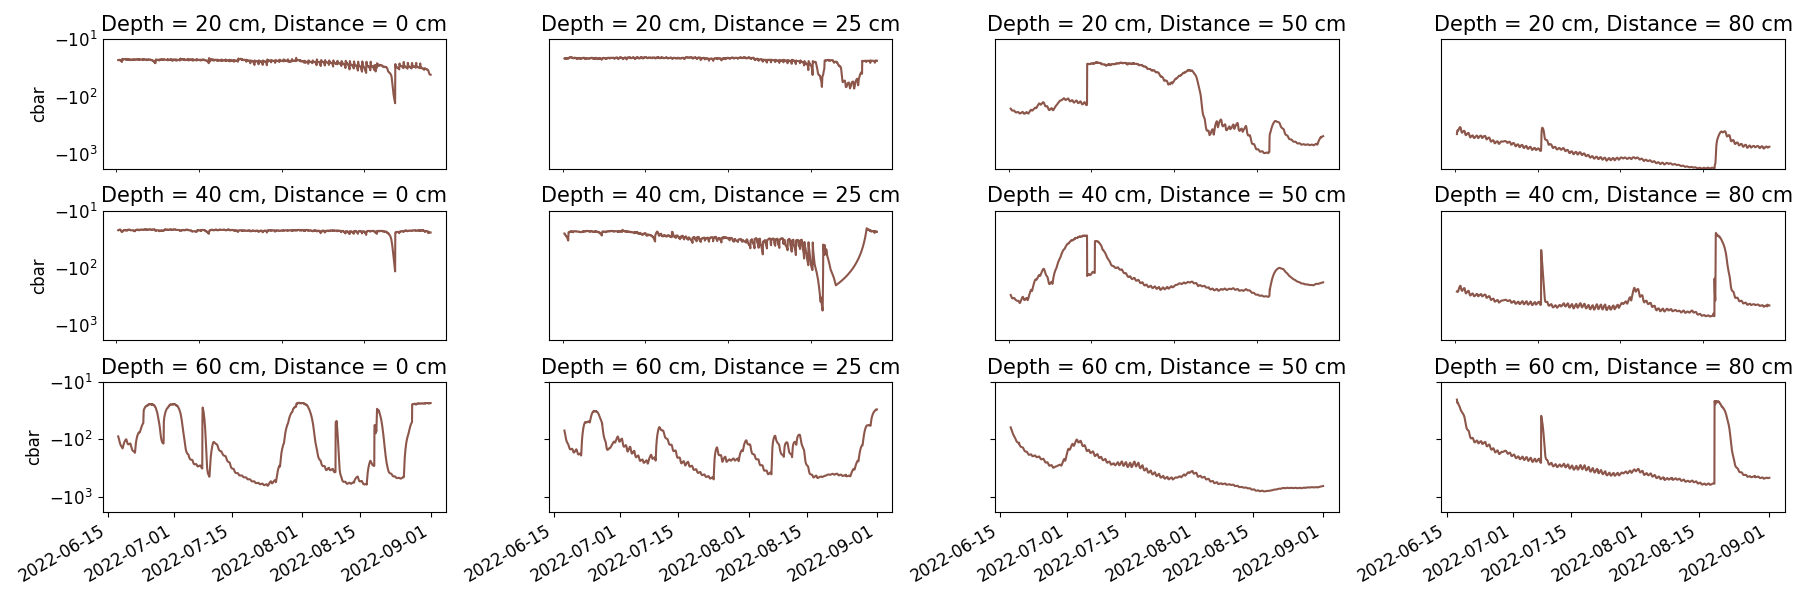 Depth = 20 cm, Distance = 0 cm
Depth = 20 cm, Distance = 25 cm
Depth = 20 cm, Distance = 50 cm
Depth = 20 cm, Distance = 80 cm
−10¹
−10²
−10³
cbar
Depth = 40 cm, Distance = 0 cm
Depth = 40 cm, Distance = 25 cm
Depth = 40 cm, Distance = 50 cm
Depth = 40 cm, Distance = 80 cm
−10¹
−10²
−10³
cbar
Depth = 60 cm, Distance = 0 cm
Depth = 60 cm, Distance = 25 cm
Depth = 60 cm, Distance = 50 cm
Depth = 60 cm, Distance = 80 cm
−10¹
−10²
−10³
cbar
2022-06-15
2022-07-01
2022-07-15
2022-08-01
2022-08-15
2022-09-01
2022-06-15
2022-07-01
2022-07-15
2022-08-01
2022-08-15
2022-09-01
2022-06-15
2022-07-01
2022-07-15
2022-08-01
2022-08-15
2022-09-01
2022-06-15
2022-07-01
2022-07-15
2022-08-01
2022-08-15
2022-09-01